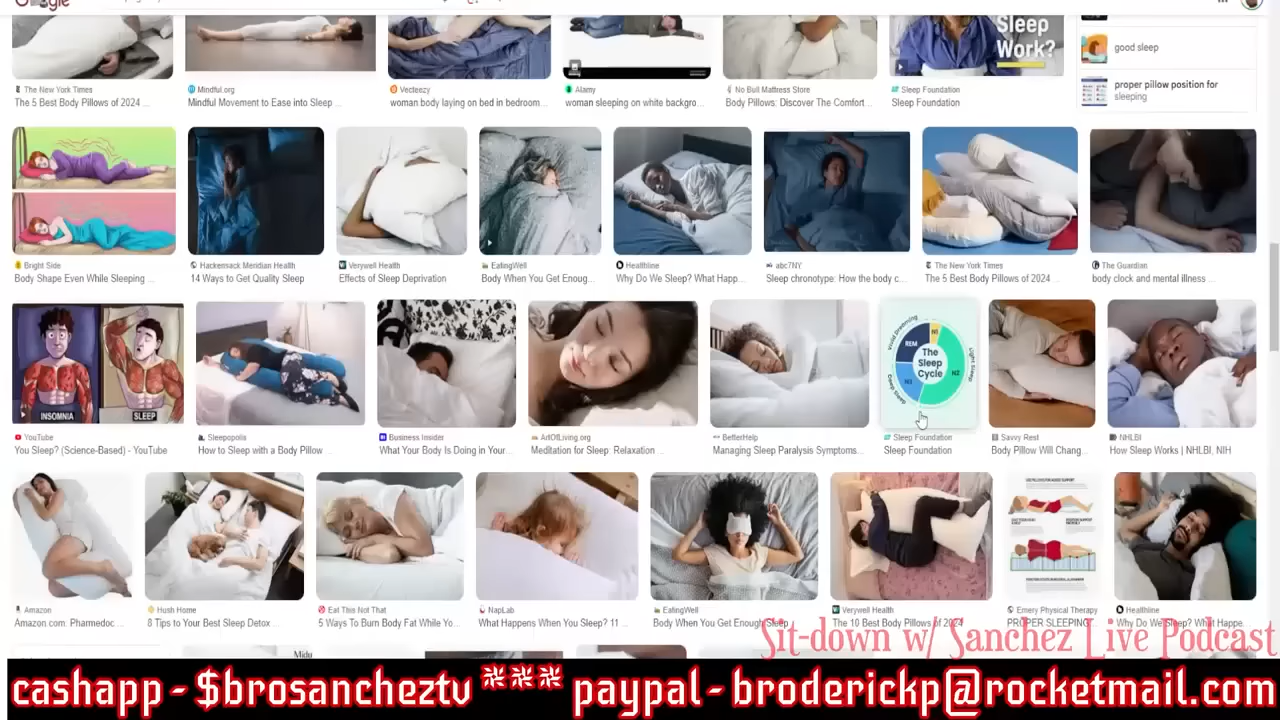 Google
Sleep
Work?
good sleep
proper pillow position for
sleeping
The New York Times
The 5 Best Body Pillows of 2024 ...
Mindful.org
Mindful Movement to Ease into Sleep ...
Vecteezy
woman body laying on bed in bedroom...
Alamy
woman sleeping on white backgro...
No Bull Mattress Store
Body Pillows: Discover The Comfort...
Sleep Foundation
Sleep Foundation
Bright Side
Body Shape Even While Sleeping ...
Hackensack Meridian Health
14 Ways to Get Quality Sleep
Verywell Health
Effects of Sleep Deprivation
EatingWell
Body When You Get Enoug...
Healthline
Why Do We Sleep? What Happ...
abc7NY
Sleep chronotype: How the body c...
The New York Times
The 5 Best Body Pillows of 2024 ...
The Guardian
body clock and mental illness ...
INSOMNIA
SLEEP
Vivid Dreaming
Light Sleep
Deep Sleep
REM
N1
N2
N3
The
Sleep
Cycle
YouTube
You Sleep? (Science-Based) - YouTube
Sleepopolis
How to Sleep with a Body Pillow ...
Business Insider
What Your Body Is Doing in Your...
ArtOfLiving.org
Meditation for Sleep: Relaxation ...
BetterHelp
Managing Sleep Paralysis Symptoms...
Sleep Foundation
Sleep Foundation
Savvy Rest
Body Pillow Will Chang...
NHLBI
How Sleep Works | NHLBI, NIH
Amazon
Amazon.com: Pharmedoc ...
Hush Home
8 Tips to Your Best Sleep Detox ...
Eat This Not That
5 Ways To Burn Body Fat While Yo...
NapLab
What Happens When You Sleep? 11 ...
EatingWell
Body When You Get Enough Sleep
Verywell Health
The 10 Best Body Pillows of 2024
Emery Physical Therapy
PROPER SLEEPING
Healthline
Why Do We Sleep? What Happe
Sit-down w/ Sanchez Live Podcast
cashapp - $brosancheztv *** paypal - broderickp@rocketmail.com